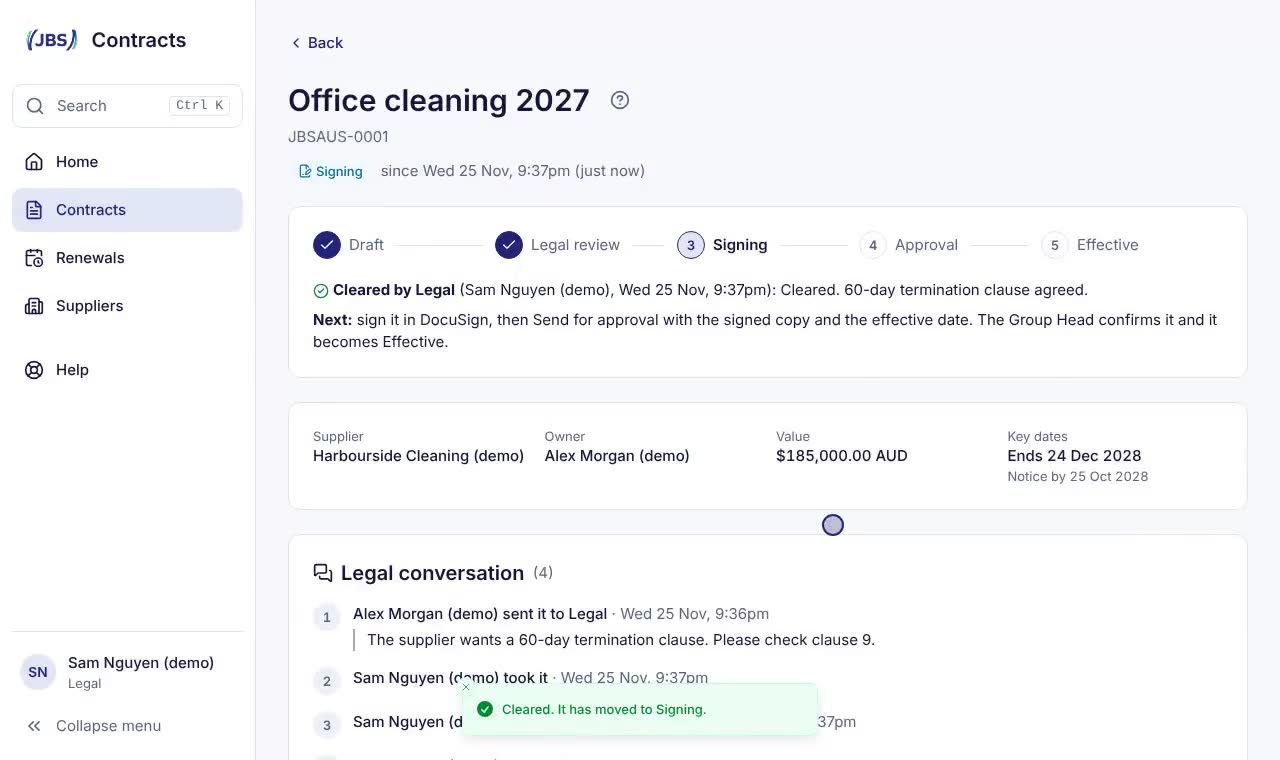 (JBS) Contracts
Search Ctrl K
Home
Contracts
Renewals
Suppliers
Help
SN
Sam Nguyen (demo)
Legal
Collapse menu
Back
Office cleaning 2027
JBSAUS-0001
Signing since Wed 25 Nov, 9:37pm (just now)
Draft Legal review 3 Signing 4 Approval 5 Effective
Cleared by Legal (Sam Nguyen (demo), Wed 25 Nov, 9:37pm): Cleared. 60-day termination clause agreed.
Next: sign it in DocuSign, then Send for approval with the signed copy and the effective date. The Group Head confirms it and it
becomes Effective.
Supplier
Harbourside Cleaning (demo)
Owner
Alex Morgan (demo)
Value
$185,000.00 AUD
Key dates
Ends 24 Dec 2028
Notice by 25 Oct 2028
Legal conversation (4)
1 Alex Morgan (demo) sent it to Legal · Wed 25 Nov, 9:36pm
The supplier wants a 60-day termination clause. Please check clause 9.
2 Sam Nguyen (demo) took it · Wed 25 Nov, 9:37pm
3 Sam Nguyen (d
37pm
Cleared. It has moved to Signing.